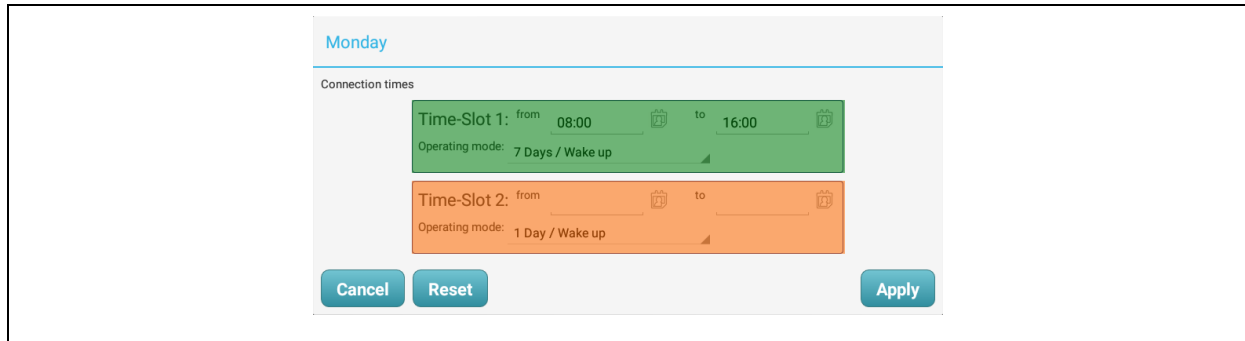 Monday
Connection times
Time-Slot 1: from 08:00 to 16:00
Operating mode: 7 Days / Wake up
Time-Slot 2: from to
Operating mode: 1 Day / Wake up
Cancel Reset Apply